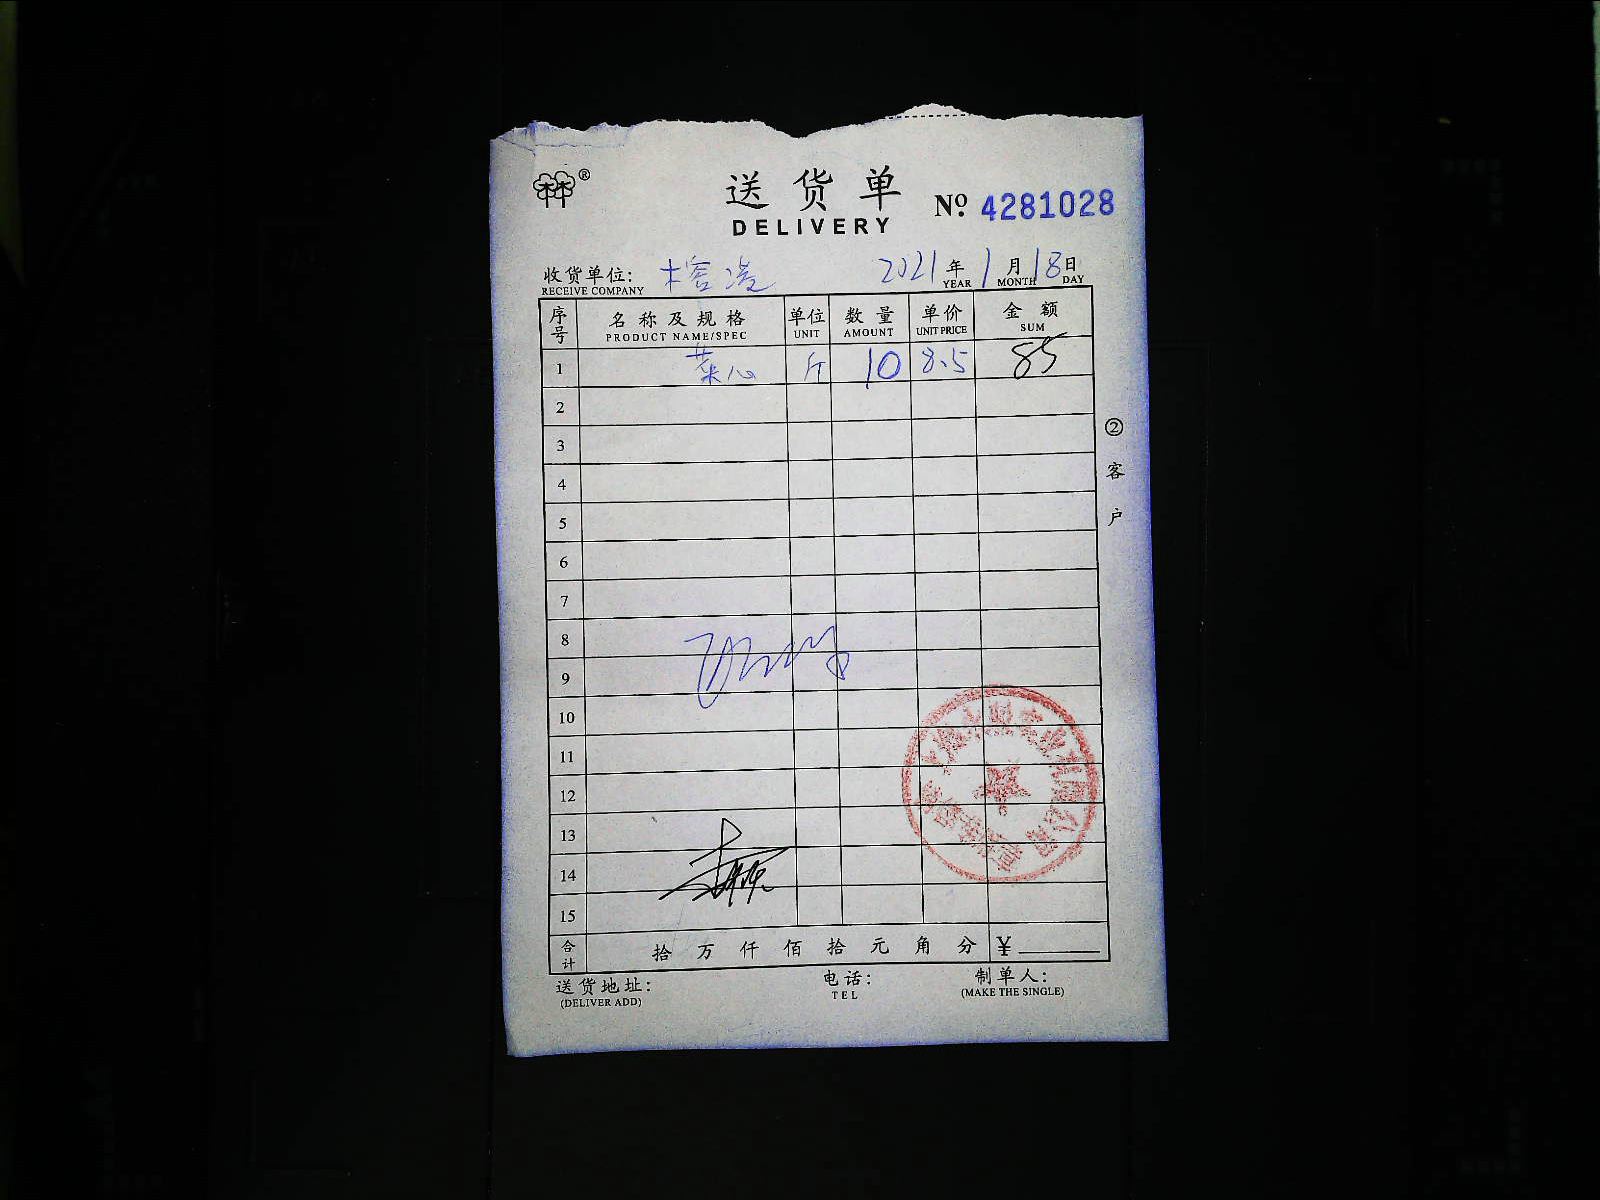 ®
送货单
DELIVERY
Nº 4281028
收货单位:
RECEIVE COMPANY
2021 年 1 月 18 日
YEAR MONTH DAY
序号 名称及规格 单位 数量 单价 金额
PRODUCT NAME/SPEC UNIT AMOUNT UNIT PRICE SUM
1 菜心 斤 10 8.5 85
2
3
4
5
6
7
8
9
10
11
12
13
14
15
②客户
合计 拾 万 仟 佰 拾 元 角 分 ¥
送货地址: 电话: 制单人:
(DELIVER ADD) TEL (MAKE THE SINGLE)